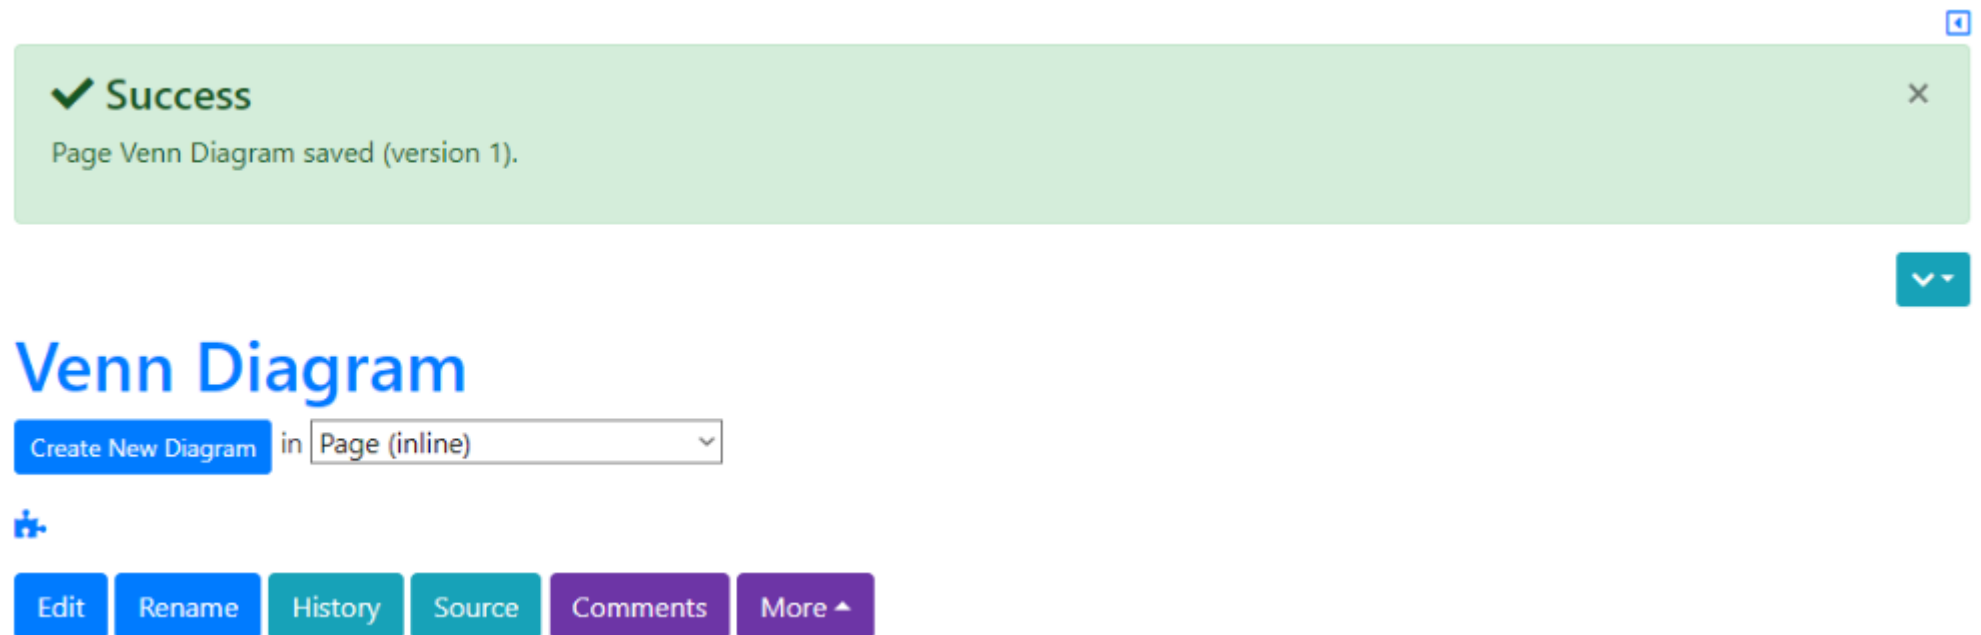 Success
Page Venn Diagram saved (version 1).
Venn Diagram
Create New Diagram in Page (inline)
Edit Rename History Source Comments More